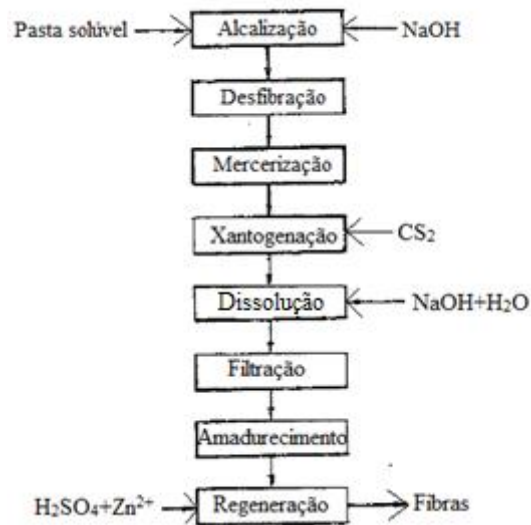 Pasta solúvel Alcalização NaOH
Desfibração
Mercerização
Xantogenação CS2
Dissolução NaOH+H2O
Filtração
Amadurecimento
H2SO4+Zn2+ Regeneração Fibras